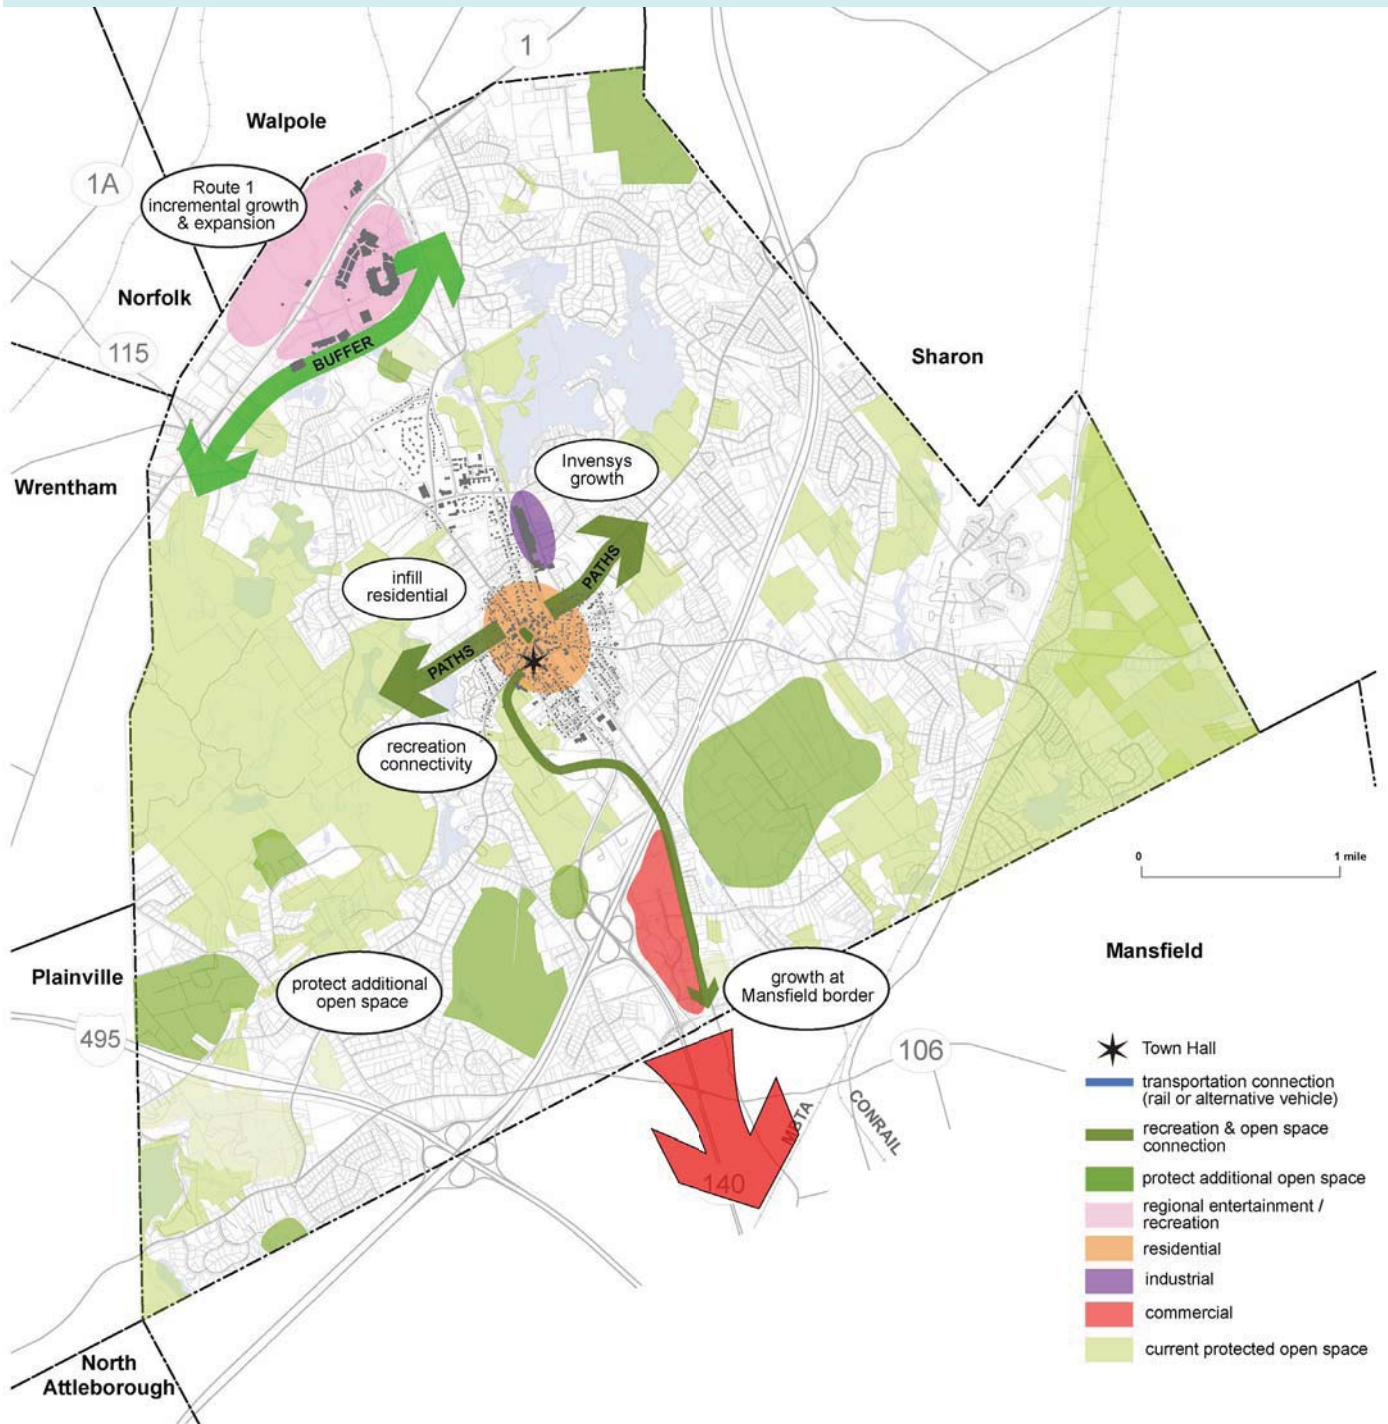 1
Walpole
1A
Route 1
incremental growth
& expansion
Norfolk
115
BUFFER
Sharon
Wrentham
Invensys
growth
PATHS
infill
residential
PATHS
recreation
connectivity
0
1 mile
Mansfield
Plainville
protect additional
open space
growth at
Mansfield border
495
106
MBTA
CONRAIL
140
Town Hall
transportation connection
(rail or alternative vehicle)
recreation & open space
connection
protect additional open space
regional entertainment /
recreation
residential
industrial
commercial
current protected open space
North
Attleborough